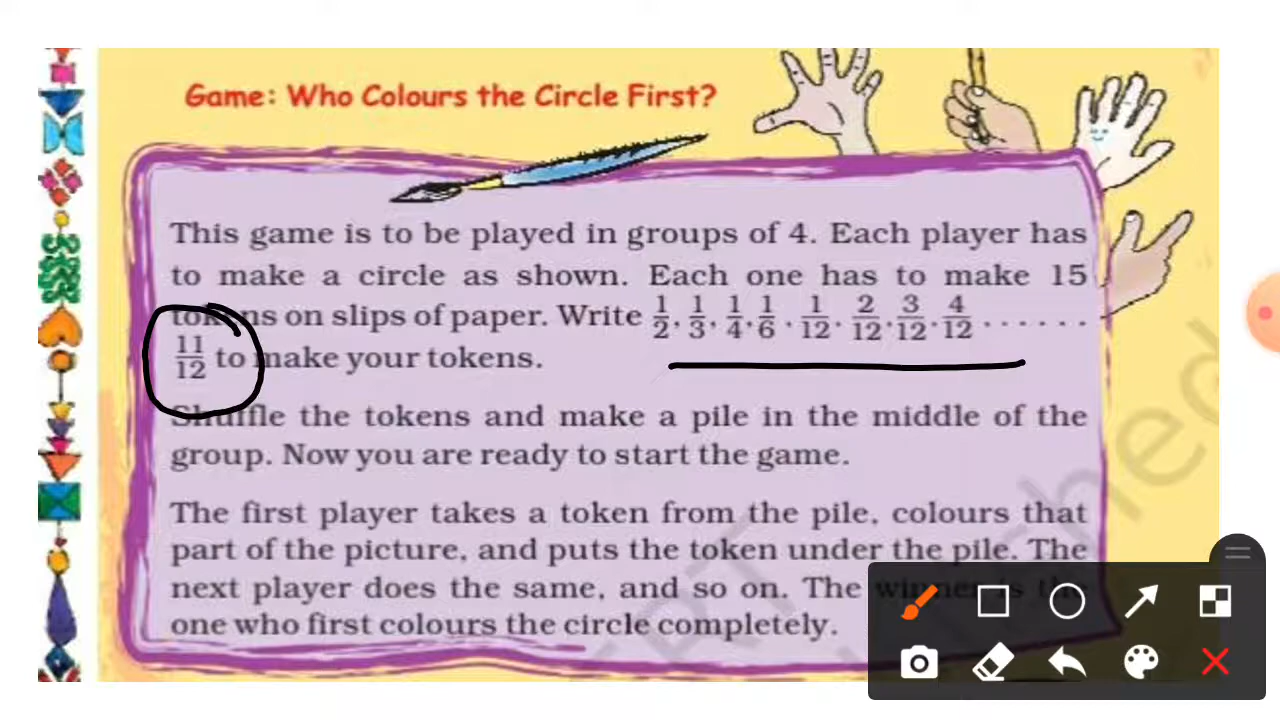 Game: Who Colours the Circle First?
This game is to be played in groups of 4. Each player has
to make a circle as shown. Each one has to make 15
tokens on slips of paper. Write 1/2, 1/3, 1/4, 1/6 . 1/12 . 2/12 . 3/12 . 4/12 . . . . . .
11/12 to make your tokens.
Shuffle the tokens and make a pile in the middle of the
group. Now you are ready to start the game.
The first player takes a token from the pile, colours that
part of the picture, and puts the token under the pile. The
next player does the same, and so on. The winner is the
one who first colours the circle completely.